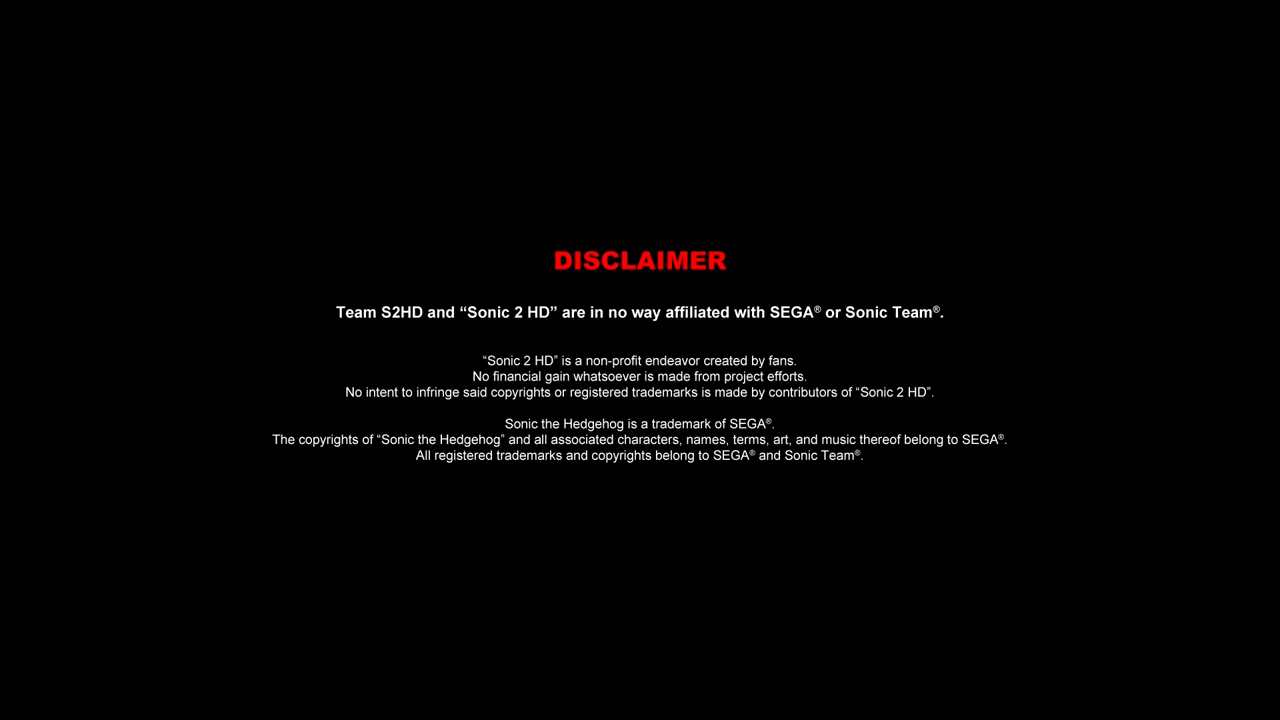 DISCLAIMER
Team S2HD and “Sonic 2 HD” are in no way affiliated with SEGA® or Sonic Team®.
“Sonic 2 HD” is a non-profit endeavor created by fans.
No financial gain whatsoever is made from project efforts.
No intent to infringe said copyrights or registered trademarks is made by contributors of “Sonic 2 HD”.
Sonic the Hedgehog is a trademark of SEGA®.
The copyrights of “Sonic the Hedgehog” and all associated characters, names, terms, art, and music thereof belong to SEGA®.
All registered trademarks and copyrights belong to SEGA® and Sonic Team®.